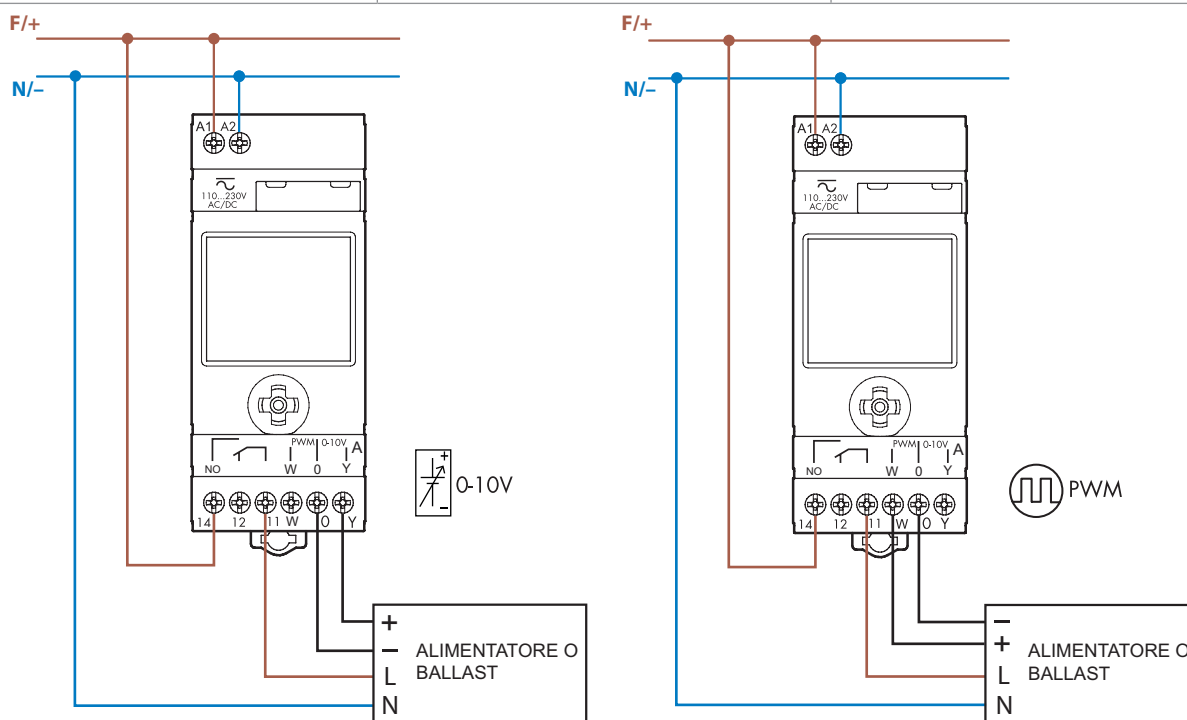 F/+
N/–
A1 A2
110...230V
AC/DC
PWM 0-10V A
NO W 0 Y
14 12 11 W 0 Y
+ - 0-10V
+
– ALIMENTATORE O
BALLAST
L
N
F/+
N/–
A1 A2
110...230V
AC/DC
PWM 0-10V A
NO W 0 Y
14 12 11 W 0 Y
PWM
–
+ ALIMENTATORE O
BALLAST
L
N